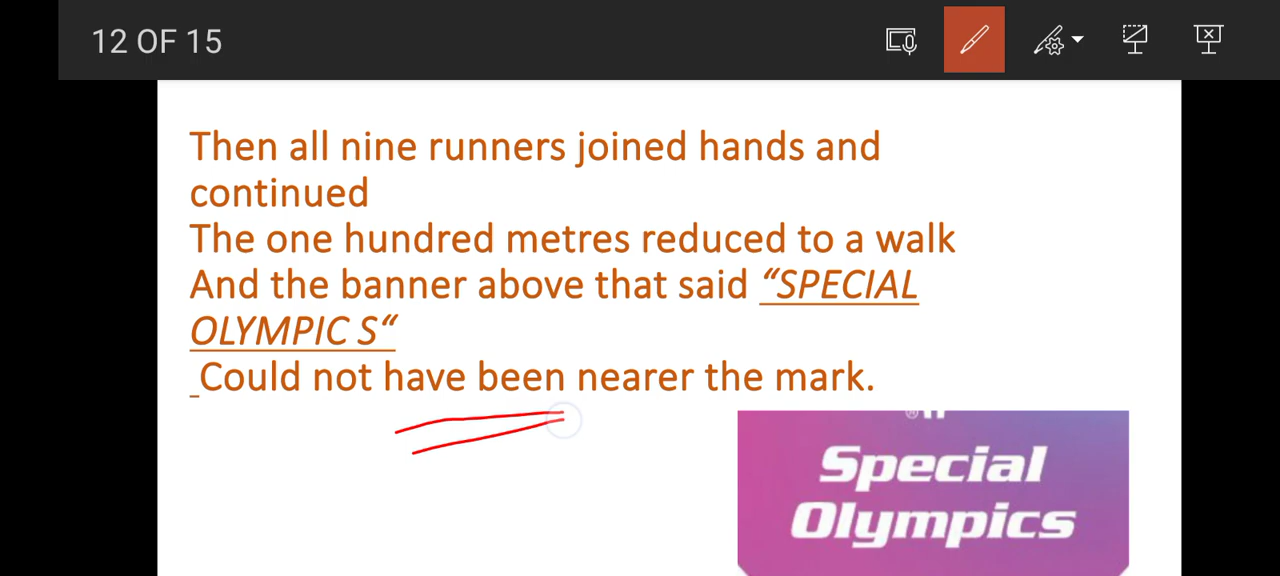 12 OF 15
Then all nine runners joined hands and
continued
The one hundred metres reduced to a walk
And the banner above that said “SPECIAL
OLYMPIC S“
Could not have been nearer the mark.
Special
Olympics